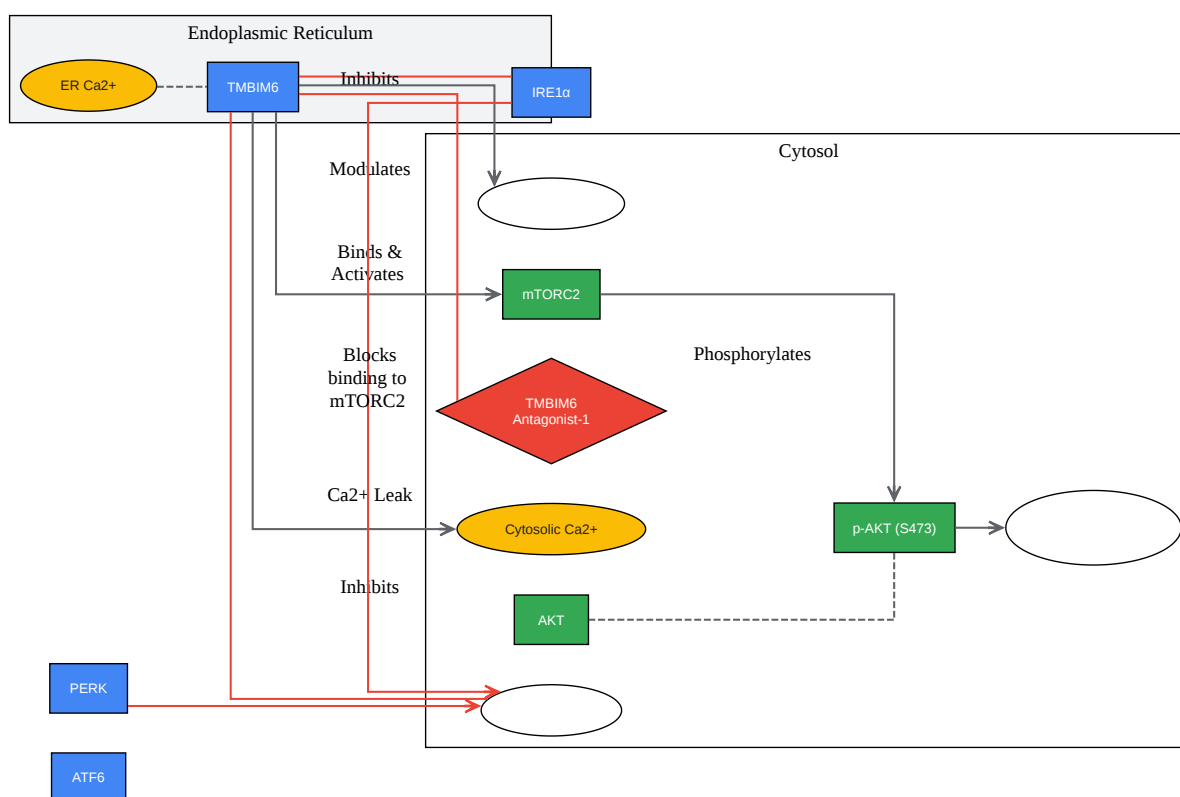 Endoplasmic Reticulum
ER Ca2+
TMBIM6
Inhibits
IRE1α
Cytosol
Modulates
Binds &
Activates
mTORC2
Blocks
binding to
mTORC2
Phosphorylates
TMBIM6
Antagonist-1
Ca2+ Leak
Cytosolic Ca2+
p-AKT (S473)
Inhibits
AKT
PERK
ATF6